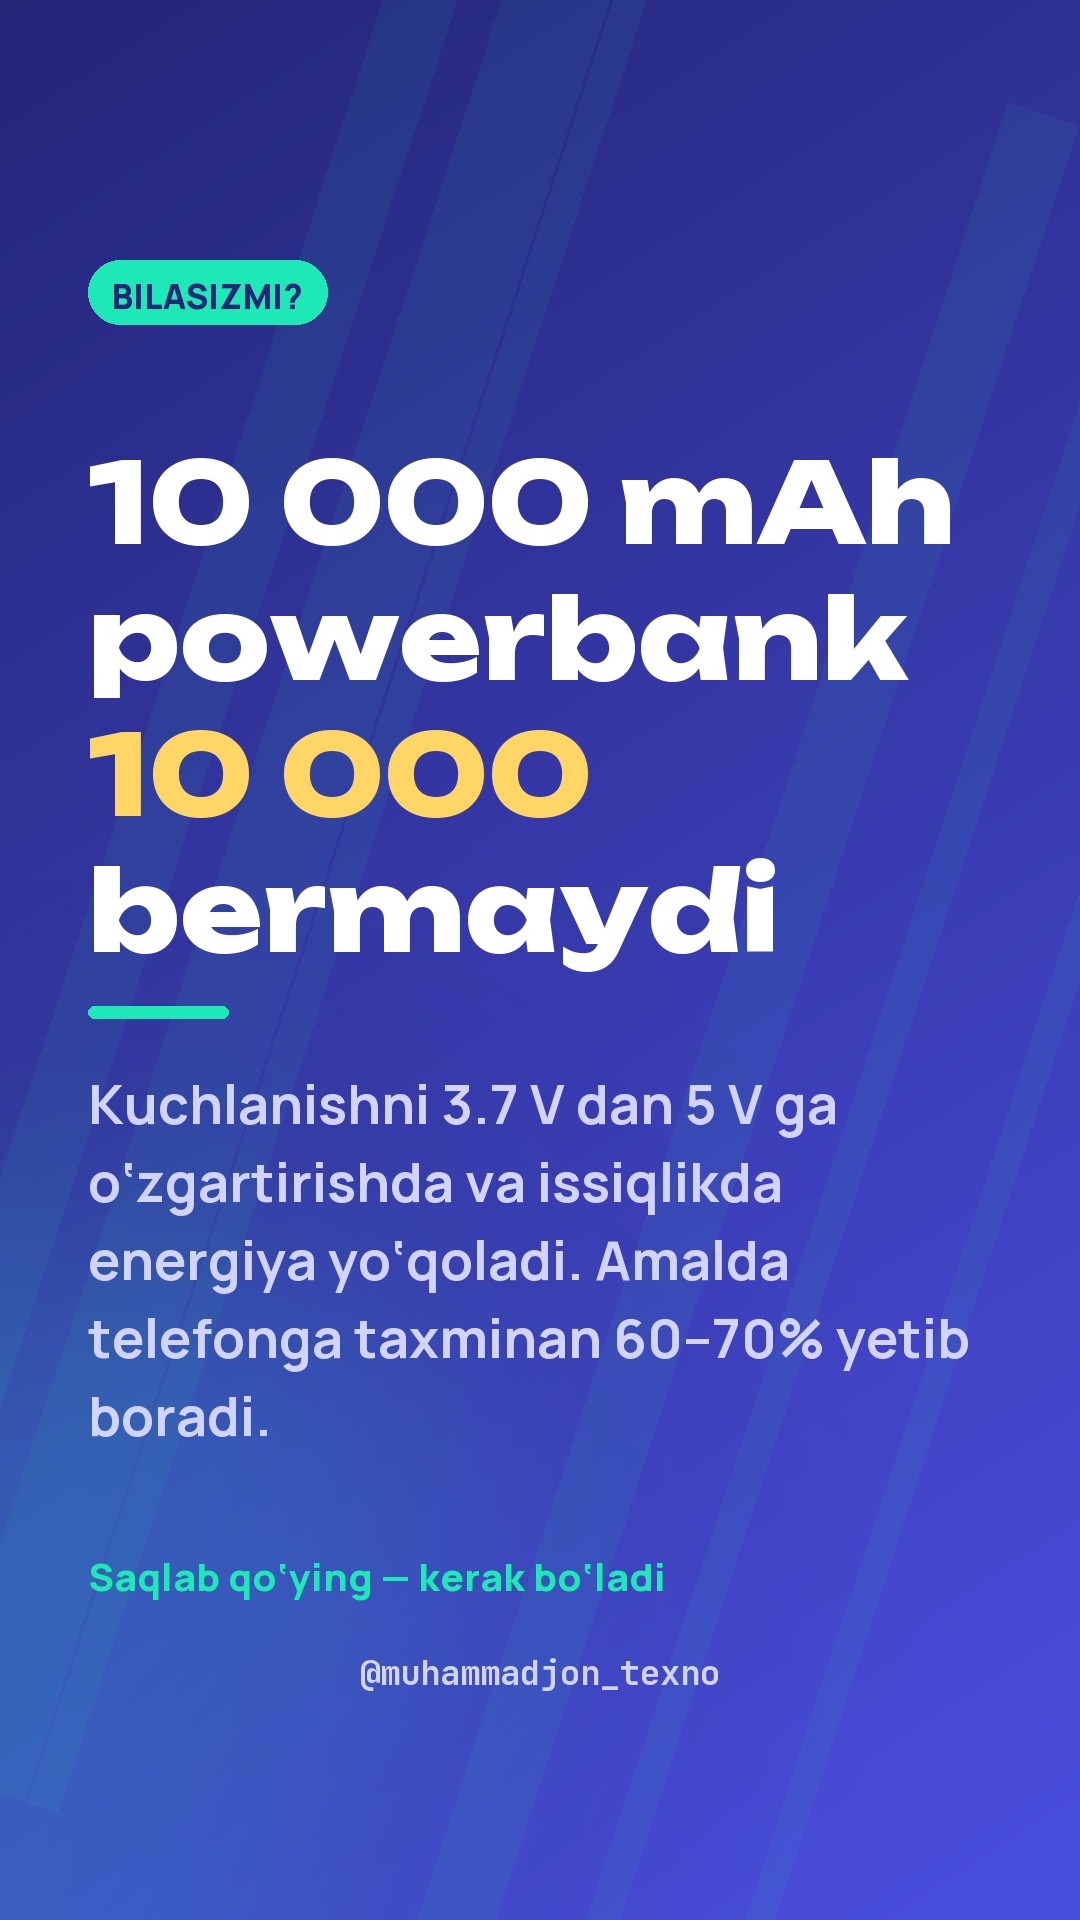 BILASIZMI?
10 000 mAh
powerbank
10 000
bermaydi
Kuchlanishni 3.7 V dan 5 V ga
oʻzgartirishda va issiqlikda
energiya yoʻqoladi. Amalda
telefonga taxminan 60–70% yetib
boradi.
Saqlab qoʻying — kerak boʻladi
@muhammadjon_texno